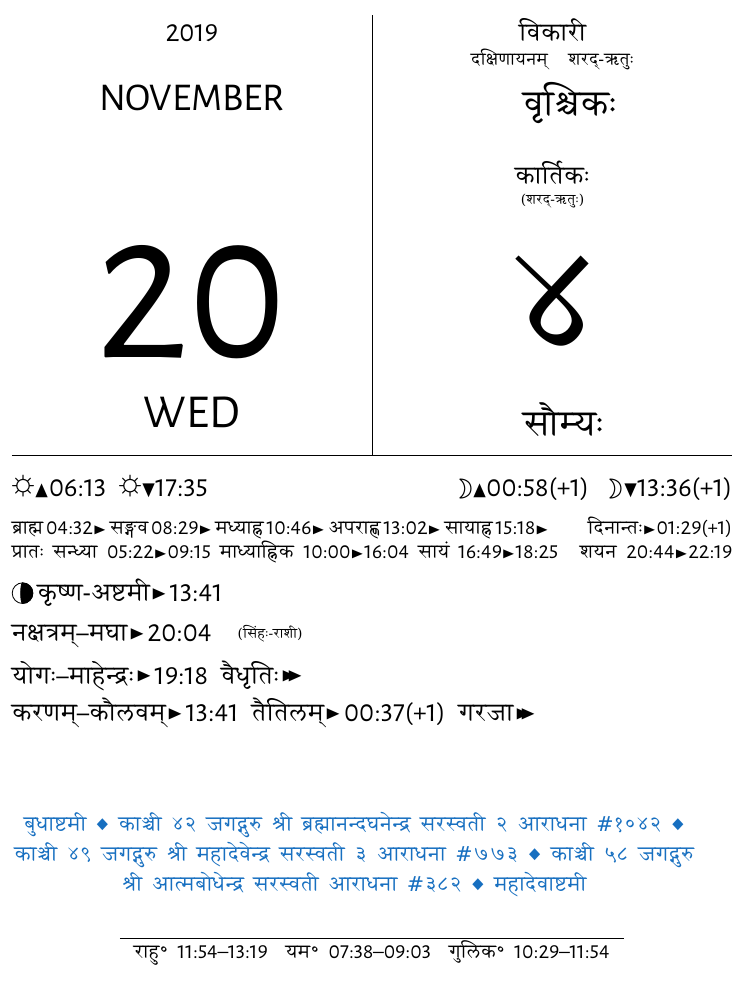 2019
NOVEMBER
20
WED
विकारी
दक्षिणायनम् शरद्-ऋतुः
वृश्चिकः
कार्तिकः
(शरद्-ऋतुः)
४
सौम्यः
☼▲06:13 ☼▼17:35 ☽▲00:58(+1) ☽▼13:36(+1)
ब्राह्म 04:32► सङ्गव 08:29► मध्याह्न 10:46► अपराह्ण 13:02► सायाह्न 15:18► दिनान्तः►01:29(+1)
प्रातः सन्ध्या 05:22►09:15 माध्याह्निक 10:00►16:04 सायं 16:49►18:25 शयन 20:44►22:19
कृष्ण-अष्टमी►13:41
नक्षत्रम्–मघा►20:04 (सिंहः-राशी)
योगः–माहेन्द्रः►19:18 वैधृतिः►►
करणम्–कौलवम्►13:41 तैतिलम्►00:37(+1) गरजा►►
बुधाष्टमी ◆ काञ्ची ४२ जगद्गुरु श्री ब्रह्मानन्दघनेन्द्र सरस्वती २ आराधना #१०४२ ◆
काञ्ची ४९ जगद्गुरु श्री महादेवेन्द्र सरस्वती ३ आराधना #७७३ ◆ काञ्ची ५८ जगद्गुरु
श्री आत्मबोधेन्द्र सरस्वती आराधना #३८२ ◆ महादेवाष्टमी
राहु॰ 11:54–13:19 यम॰ 07:38–09:03 गुलिक॰ 10:29–11:54